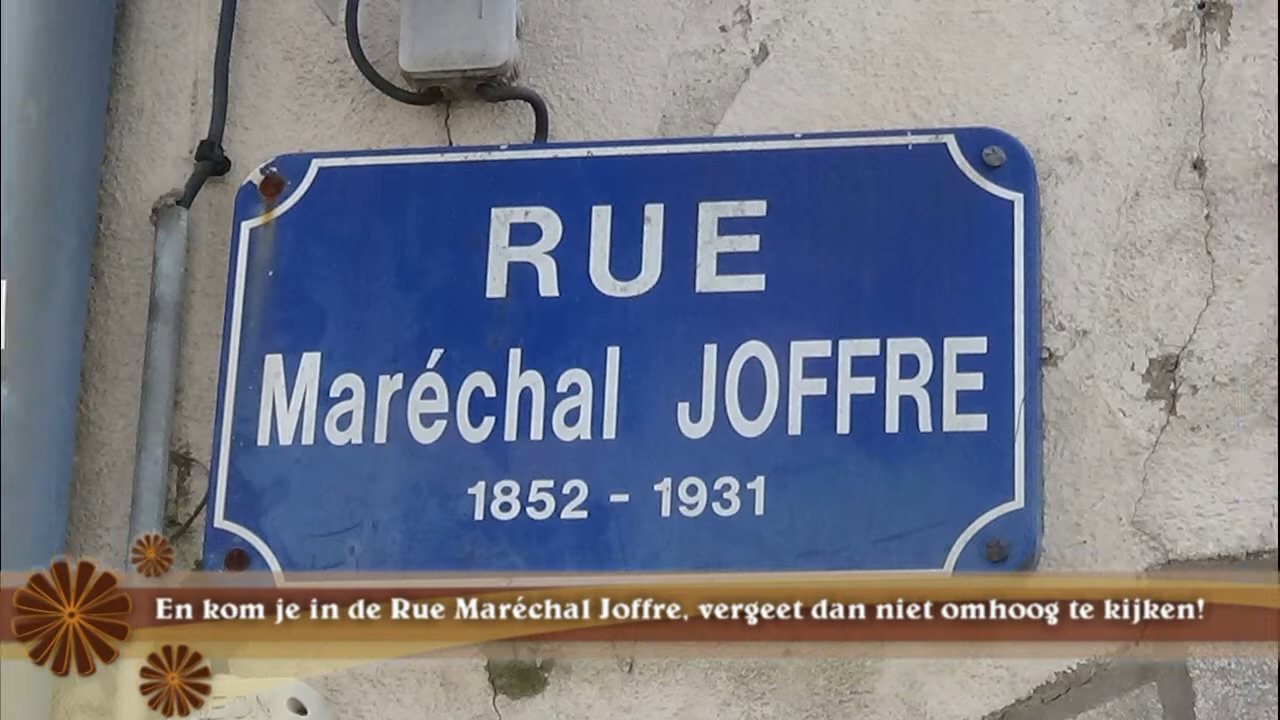 RUE
Maréchal JOFFRE
1852 - 1931
En kom je in de Rue Maréchal Joffre, vergeet dan niet omhoog te kijken!